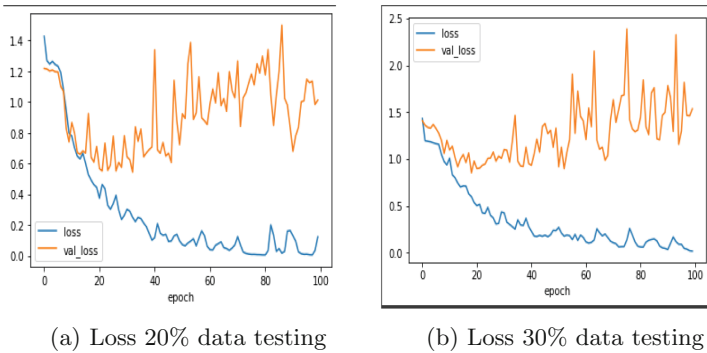 1.4
1.2
1.0
0.8
0.6
0.4
0.2
0.0
loss
val_loss
0 20 40 60 80 100
epoch
(a) Loss 20% data testing
2.5
2.0
1.5
1.0
0.5
0.0
loss
val_loss
0 20 40 60 80 100
epoch
(b) Loss 30% data testing